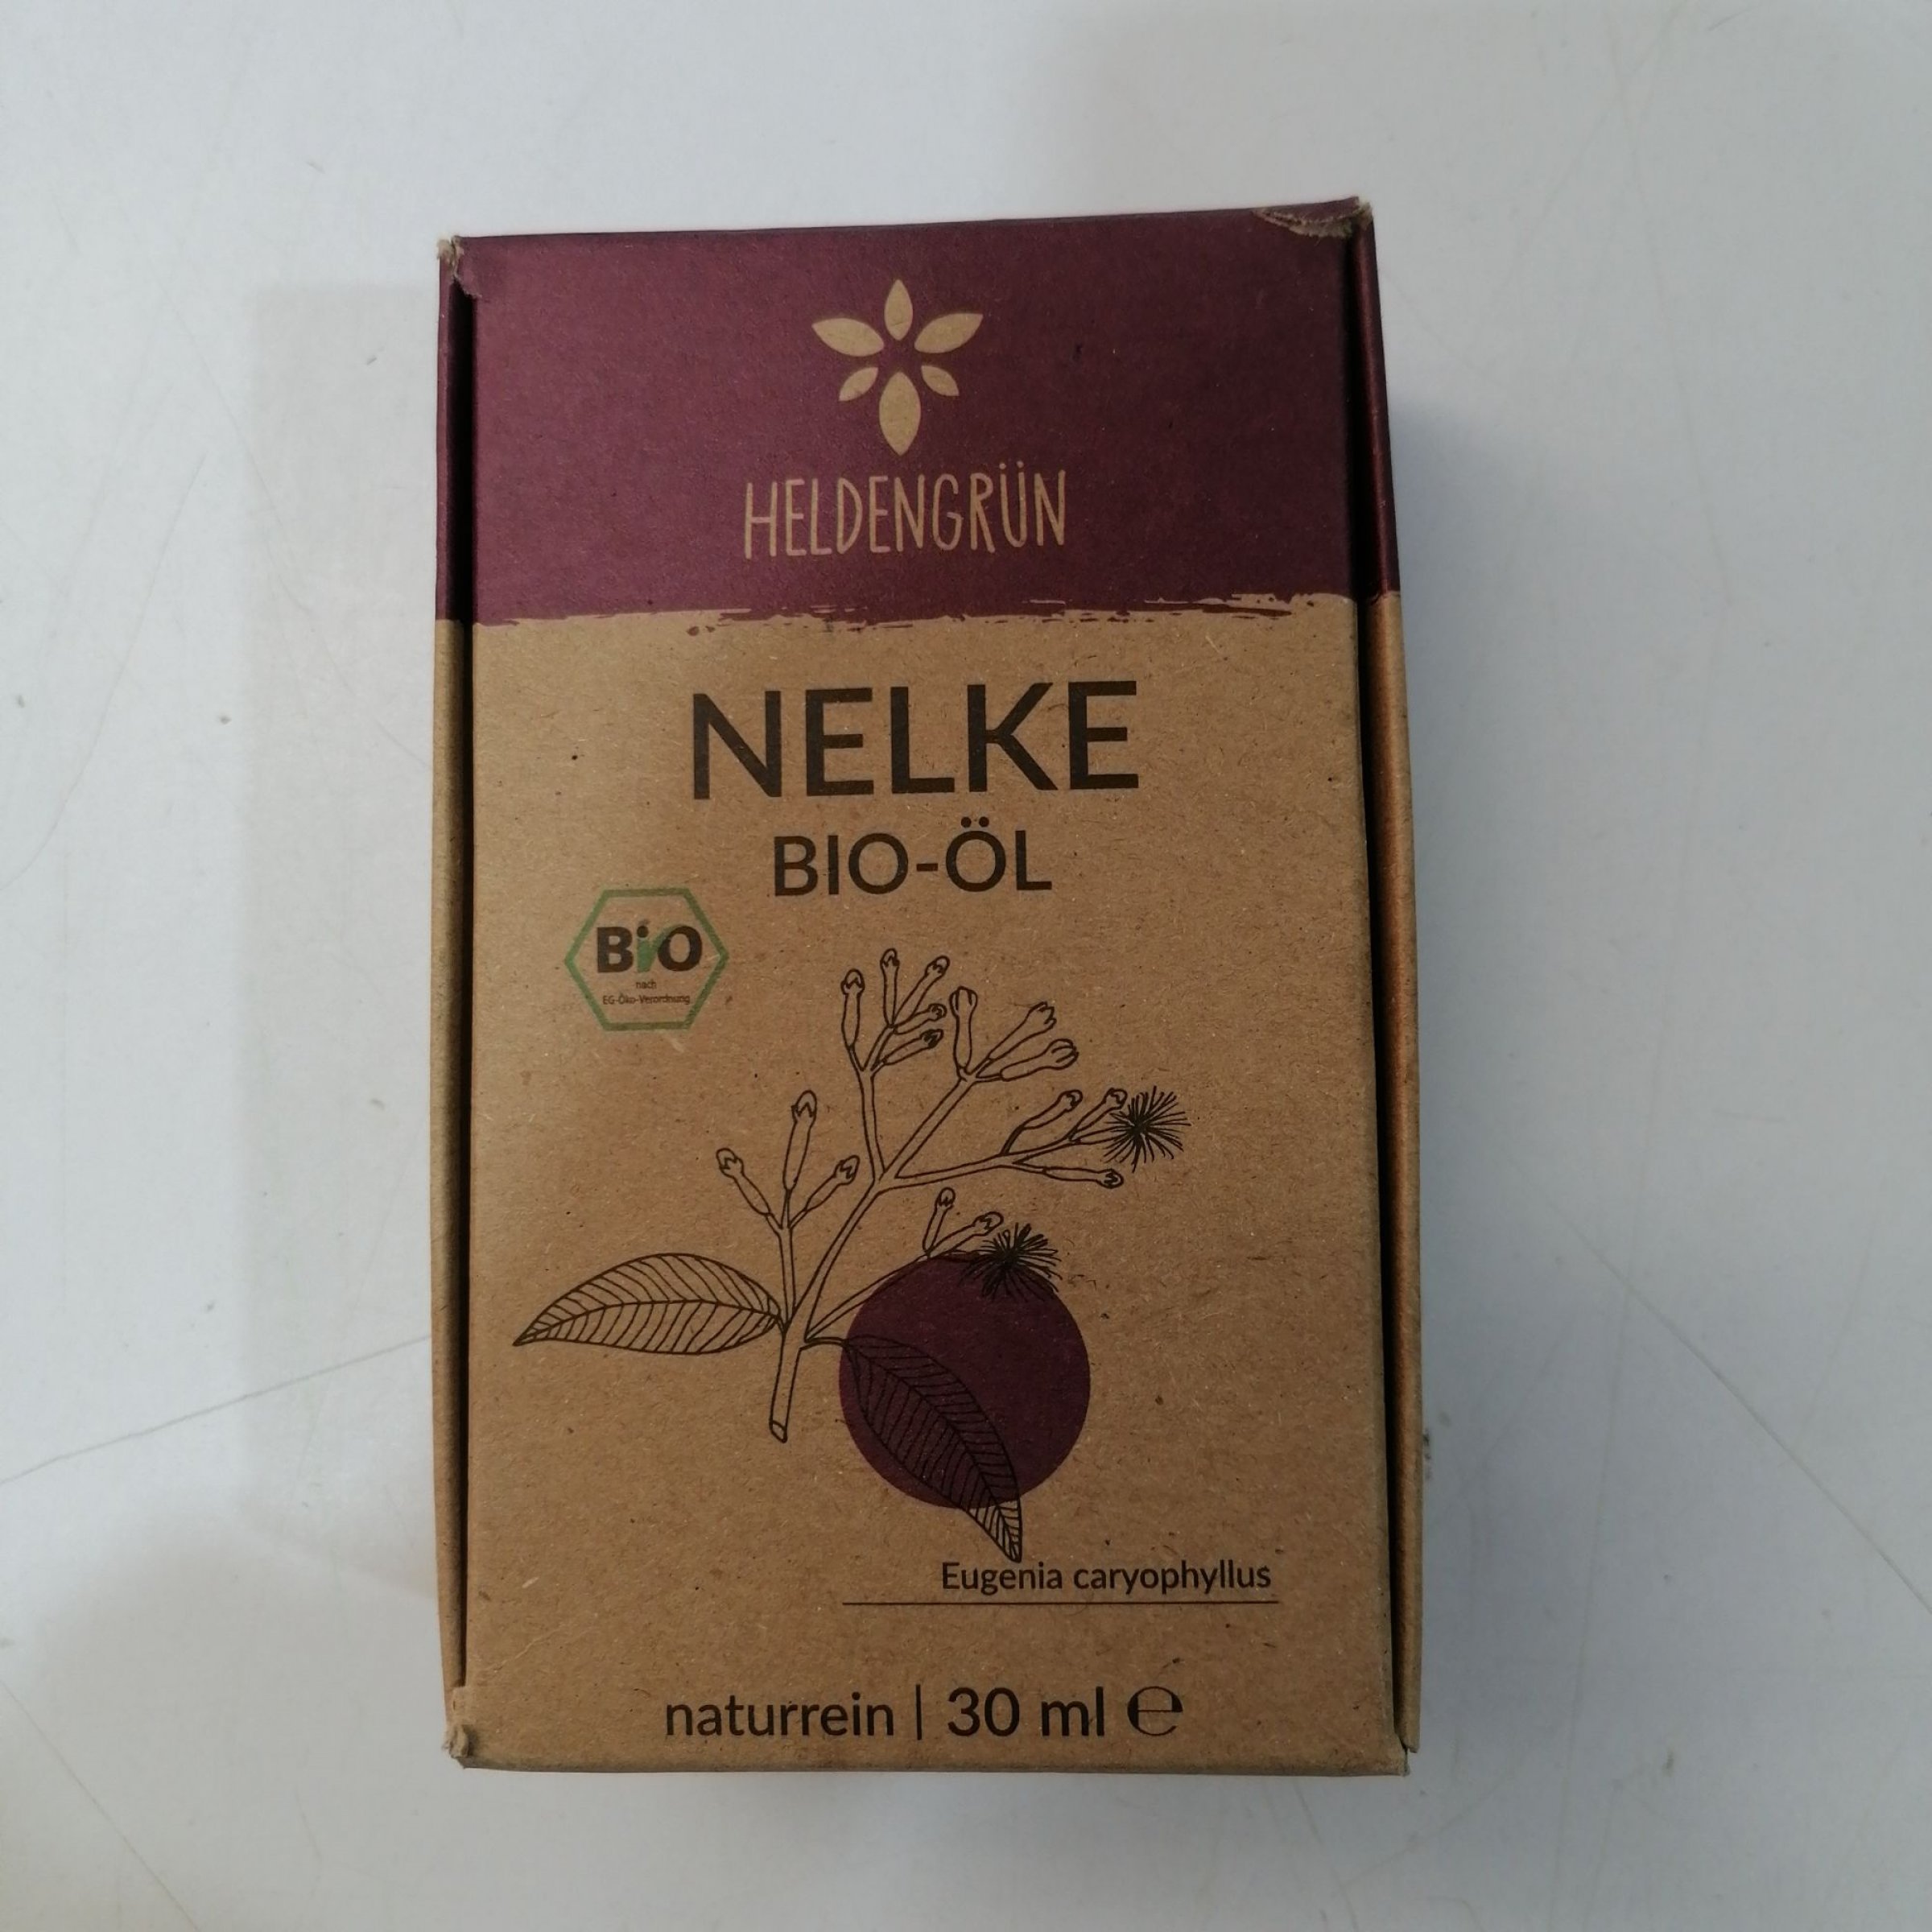 HELDENGRÜN
NELKE
BIO-ÖL
Bio
nach
EG-Öko-Verordnung
Eugenia caryophyllus
naturrein | 30 ml ℮